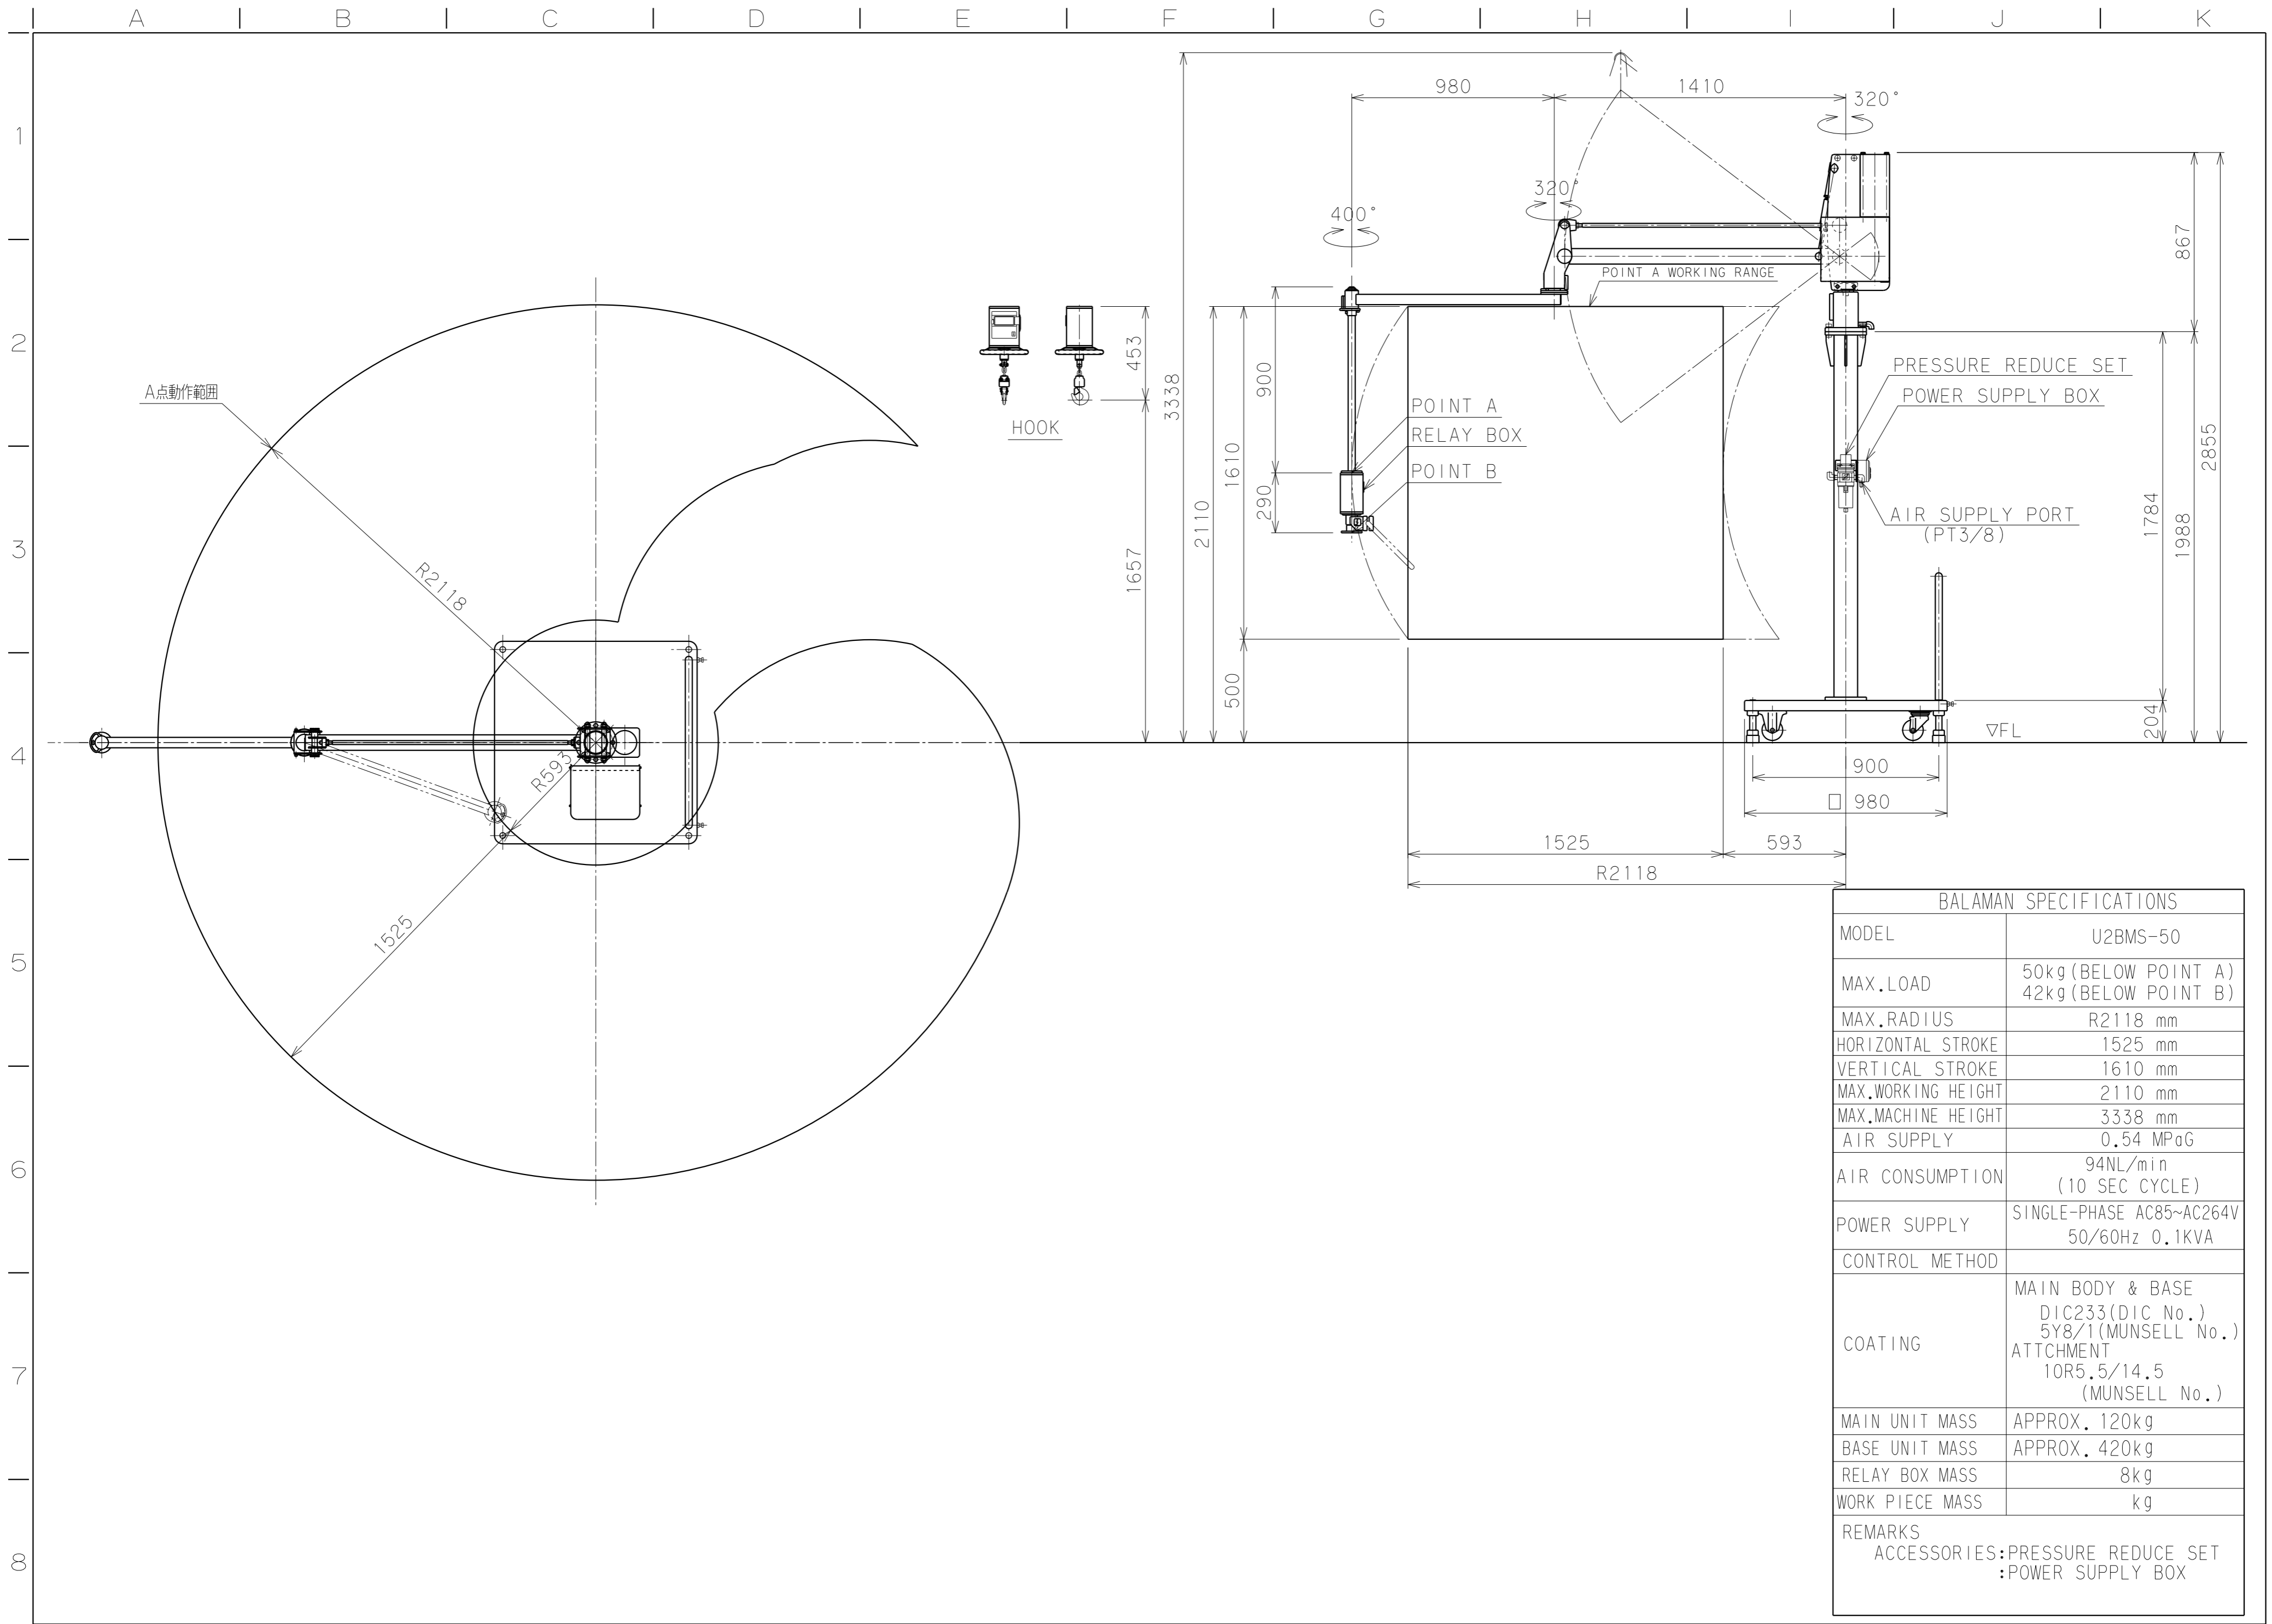 A B C D E F G H I J K
1
2
3
4
5
6
7
8
A点動作範囲
R2118
R593
1525
HOOK
453
1657
3338
2110
1610
500
900
290
980
1410
320°
320°
400°
POINT A WORKING RANGE
POINT A
RELAY BOX
POINT B
PRESSURE REDUCE SET
POWER SUPPLY BOX
AIR SUPPLY PORT
(PT3/8)
867
2855
1784
1988
204
▽FL
900
□ 980
1525
593
R2118
BALAMAN SPECIFICATIONS
MODEL U2BMS-50
MAX.LOAD 50kg(BELOW POINT A)
42kg(BELOW POINT B)
MAX.RADIUS R2118 mm
HORIZONTAL STROKE 1525 mm
VERTICAL STROKE 1610 mm
MAX.WORKING HEIGHT 2110 mm
MAX.MACHINE HEIGHT 3338 mm
AIR SUPPLY 0.54 MPaG
AIR CONSUMPTION 94NL/min
(10 SEC CYCLE)
POWER SUPPLY SINGLE-PHASE AC85~AC264V
50/60Hz 0.1KVA
CONTROL METHOD
COATING MAIN BODY & BASE
DIC233(DIC No.)
5Y8/1(MUNSELL No.)
ATTCHMENT
10R5.5/14.5
(MUNSELL No.)
MAIN UNIT MASS APPROX. 120kg
BASE UNIT MASS APPROX. 420kg
RELAY BOX MASS 8kg
WORK PIECE MASS kg
REMARKS
ACCESSORIES:PRESSURE REDUCE SET
:POWER SUPPLY BOX